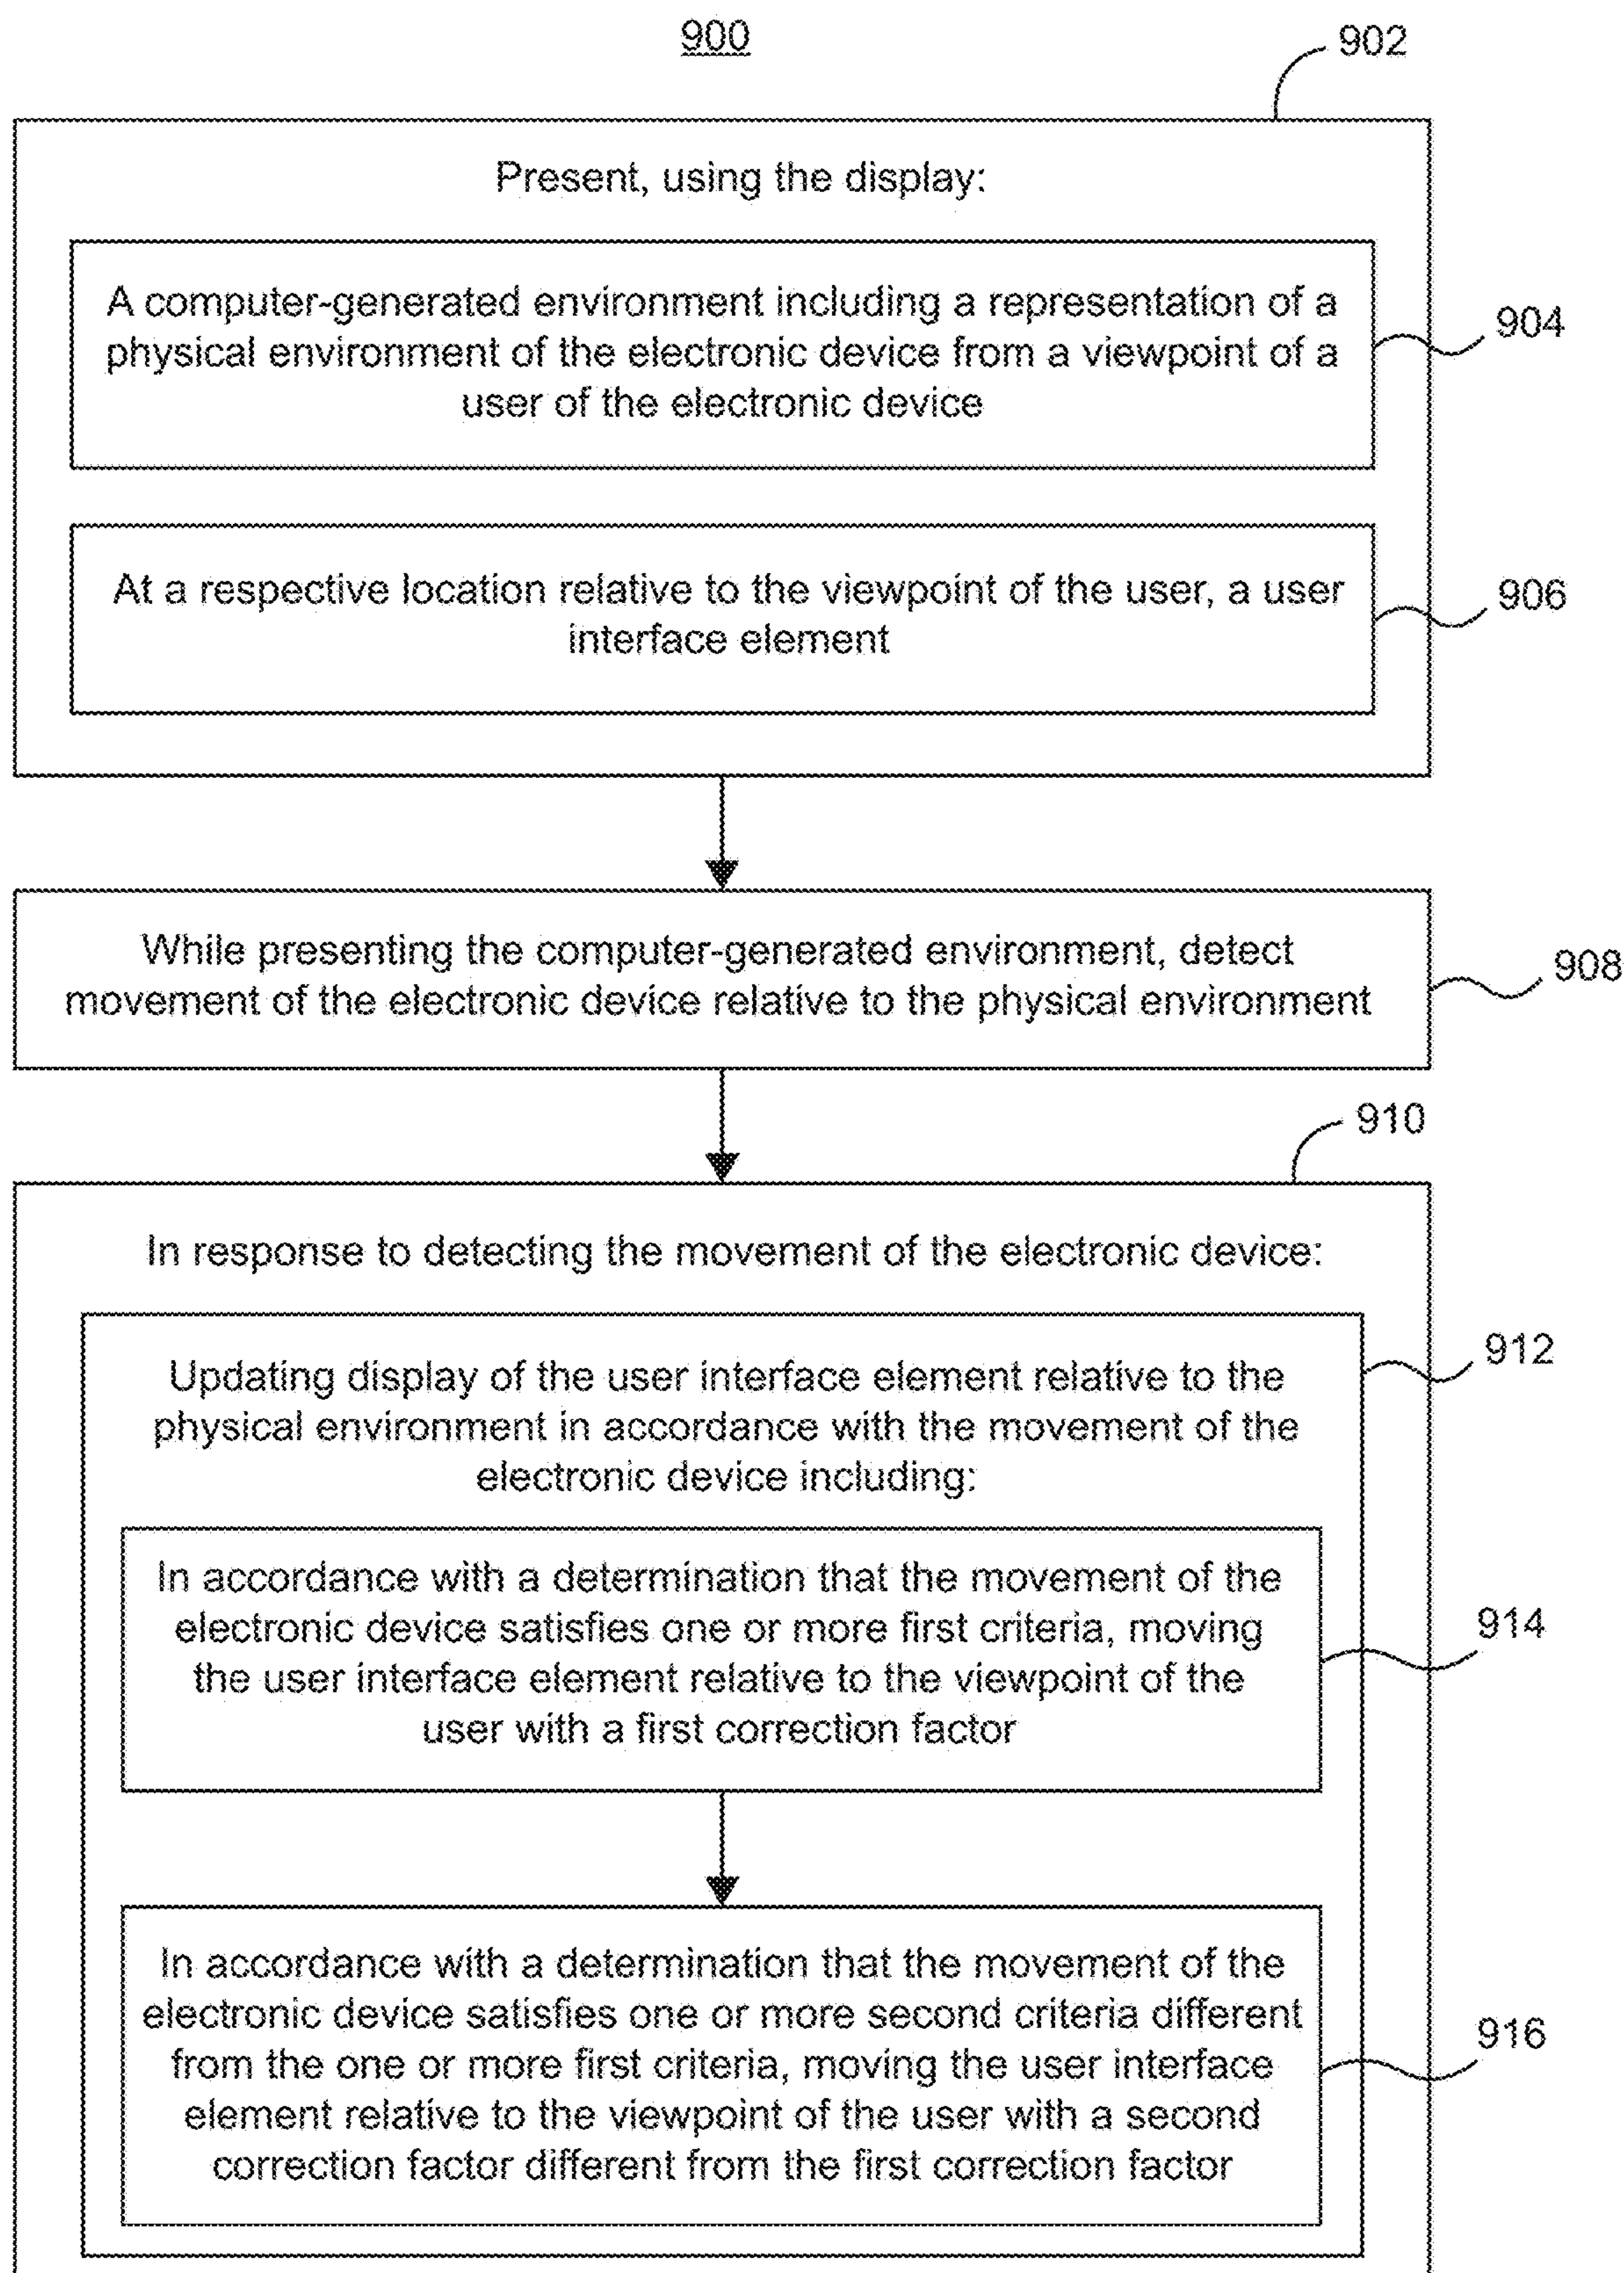 900
902
Present, using the display:
A computer-generated environment including a representation of a
physical environment of the electronic device from a viewpoint of a
user of the electronic device
904
At a respective location relative to the viewpoint of the user, a user
interface element
906
While presenting the computer-generated environment, detect
movement of the electronic device relative to the physical environment
908
910
In response to detecting the movement of the electronic device:
Updating display of the user interface element relative to the
physical environment in accordance with the movement of the
electronic device including:
912
In accordance with a determination that the movement of the
electronic device satisfies one or more first criteria, moving
the user interface element relative to the viewpoint of the
user with a first correction factor
914
In accordance with a determination that the movement of the
electronic device satisfies one or more second criteria different
from the one or more first criteria, moving the user interface
element relative to the viewpoint of the user with a second
correction factor different from the first correction factor
916